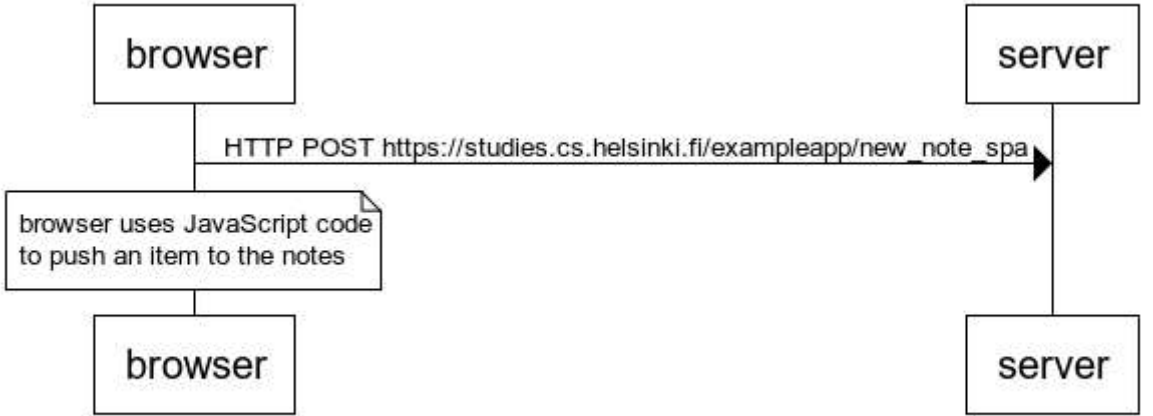 browser
server
HTTP POST https://studies.cs.helsinki.fi/exampleapp/new_note_spa
browser uses JavaScript code
to push an item to the notes
browser
server